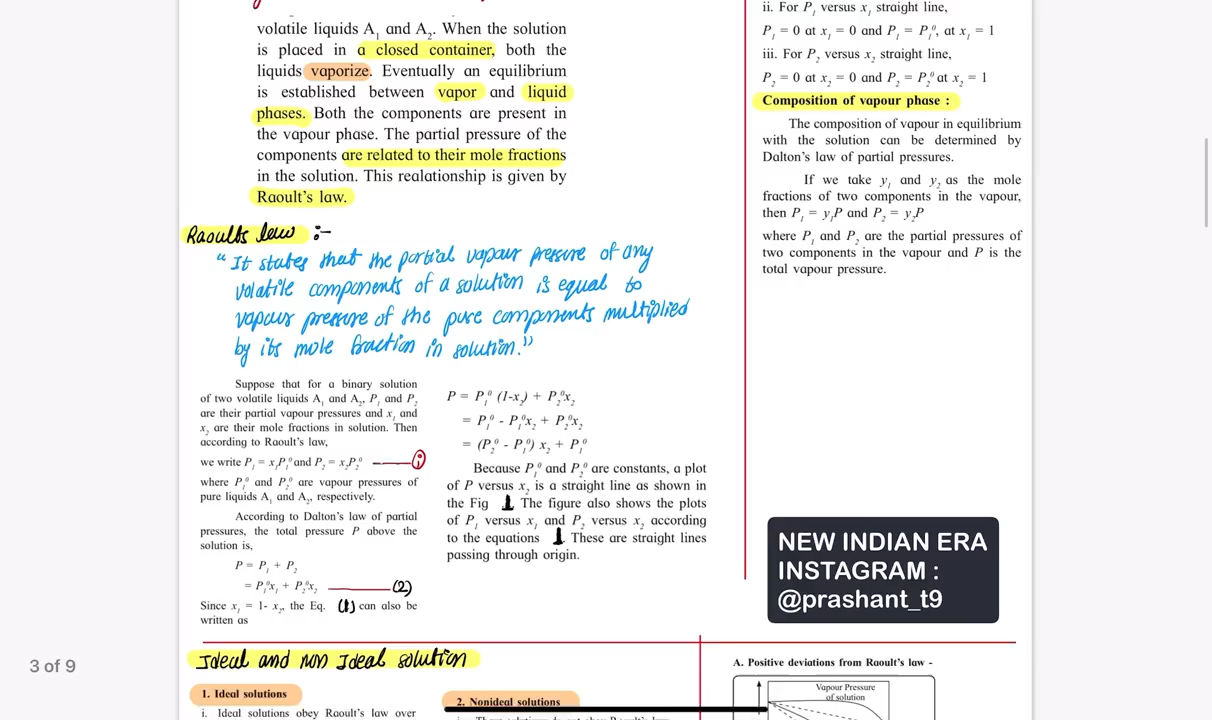 volatile liquids A₁ and A₂. When the solution
is placed in a closed container, both the
liquids vaporize. Eventually an equilibrium
is established between vapor and liquid
phases. Both the components are present in
the vapour phase. The partial pressure of the
components are related to their mole fractions
in the solution. This realationship is given by
Raoult's law.
Raoults law :-
"It states that the partial vapour pressure of any
volatile components of a solution is equal to
vapour pressure of the pure components multiplied
by its mole fraction in solution."
Suppose that for a binary solution
of two volatile liquids A₁ and A₂, P₁ and P₂
are their partial vapour pressures and x₁ and
x₂ are their mole fractions in solution. Then
according to Raoult's law,
we write P₁ = x₁P₁⁰ and P₂ = x₂P₂⁰ ——— (i)
where P₁⁰ and P₂⁰ are vapour pressures of
pure liquids A₁ and A₂, respectively.
According to Dalton's law of partial
pressures, the total pressure P above the
solution is,
P = P₁ + P₂
= P₁⁰x₁ + P₂⁰x₂ ——— (2)
Since x₁ = 1- x₂, the Eq. (1) can also be
written as
P = P₁⁰ (1-x₂) + P₂⁰x₂
= P₁⁰ - P₁⁰x₂ + P₂⁰x₂
= (P₂⁰ - P₁⁰) x₂ + P₁⁰
Because P₁⁰ and P₂⁰ are constants, a plot
of P versus x₂ is a straight line as shown in
the Fig 1. The figure also shows the plots
of P₁ versus x₁ and P₂ versus x₂ according
to the equations 1. These are straight lines
passing through origin.
ii. For P₁ versus x₁ straight line,
P₁ = 0 at x₁ = 0 and P₁ = P₁⁰, at x₁ = 1
iii. For P₂ versus x₂ straight line,
P₂ = 0 at x₂ = 0 and P₂ = P₂⁰ at x₂ = 1
Composition of vapour phase :
The composition of vapour in equilibrium
with the solution can be determined by
Dalton's law of partial pressures.
If we take y₁ and y₂ as the mole
fractions of two components in the vapour,
then P₁ = y₁P and P₂ = y₂P
where P₁ and P₂ are the partial pressures of
two components in the vapour and P is the
total vapour pressure.
NEW INDIAN ERA
INSTAGRAM :
@prashant_t9
3 of 9
Ideal and non Ideal solution
1. Ideal solutions
i. Ideal solutions obey Raoult's law over
2. Nonideal solutions
A. Positive deviations from Raoult's law -
Vapour Pressure
of solution